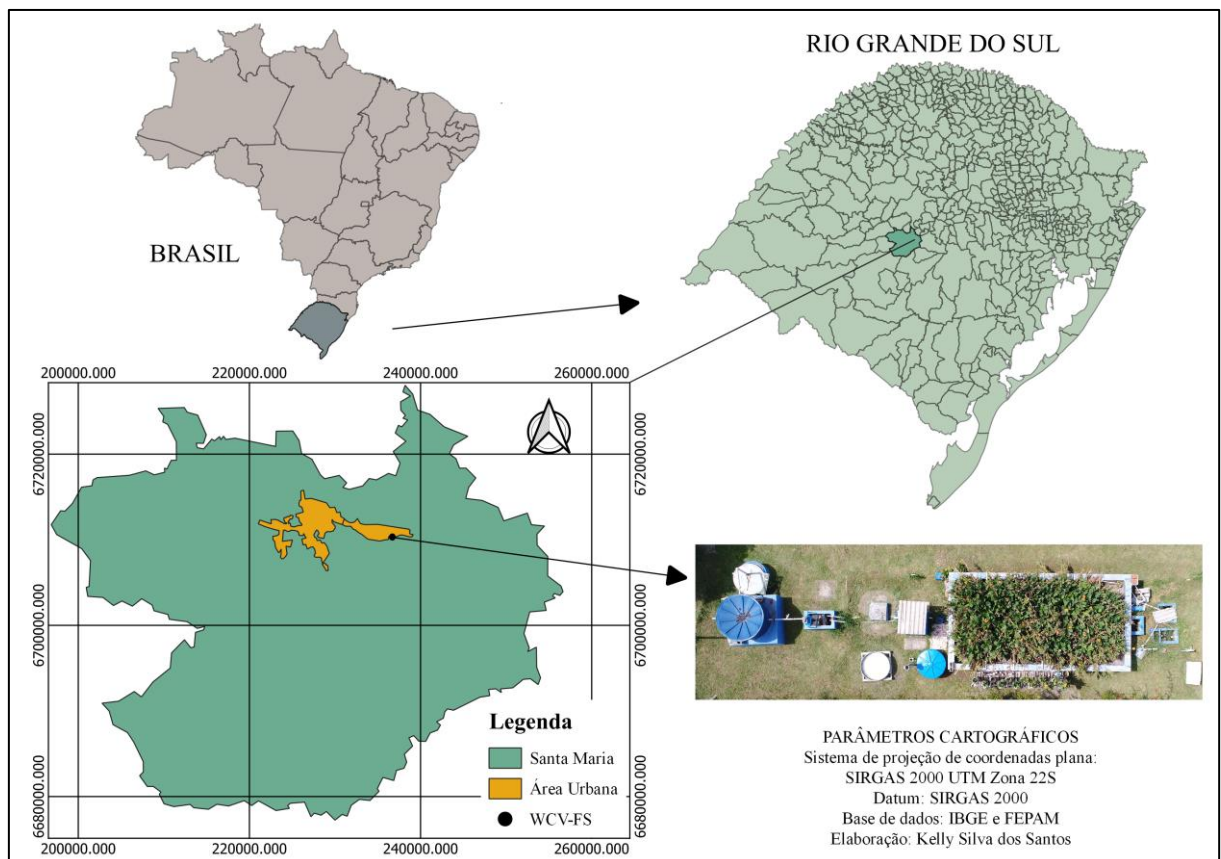 RIO GRANDE DO SUL
BRASIL
200000.000
220000.000
240000.000
260000.000
6720000.000
6720000.000
6700000.000
6700000.000
6680000.000
6680000.000
Legenda
Santa Maria
Área Urbana
WCV-FS
200000.000
220000.000
240000.000
260000.000
PARÂMETROS CARTOGRÁFICOS
Sistema de projeção de coordenadas plana:
SIRGAS 2000 UTM Zona 22S
Datum: SIRGAS 2000
Base de dados: IBGE e FEPAM
Elaboração: Kelly Silva dos Santos